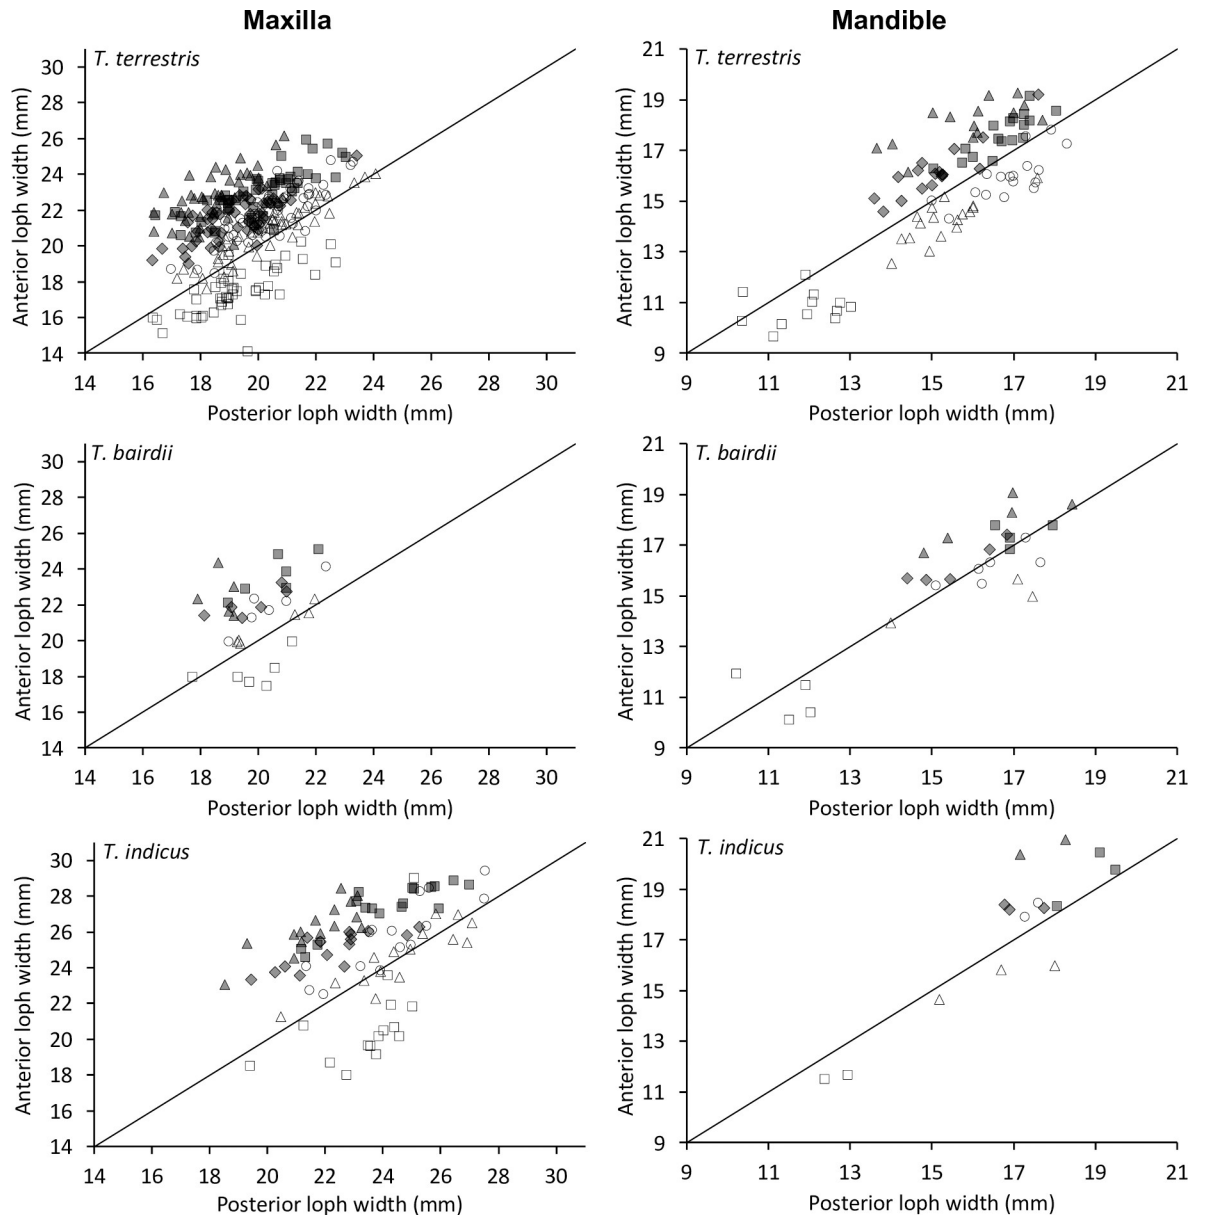 Maxilla
Mandible
T. terrestris
Anterior loph width (mm)
30
28
26
24
22
20
18
16
14
14 16 18 20 22 24 26 28 30
Posterior loph width (mm)
T. terrestris
Anterior loph width (mm)
21
19
17
15
13
11
9
9 11 13 15 17 19 21
Posterior loph width (mm)
T. bairdii
Anterior loph width (mm)
30
28
26
24
22
20
18
16
14
14 16 18 20 22 24 26 28 30
Posterior loph width (mm)
T. bairdii
Anterior loph width (mm)
21
19
17
15
13
11
9
9 11 13 15 17 19 21
Posterior loph width (mm)
T. indicus
Anterior loph width (mm)
30
28
26
24
22
20
18
16
14
14 16 18 20 22 24 26 28 30
Posterior loph width (mm)
T. indicus
Anterior loph width (mm)
21
19
17
15
13
11
9
9 11 13 15 17 19 21
Posterior loph width (mm)